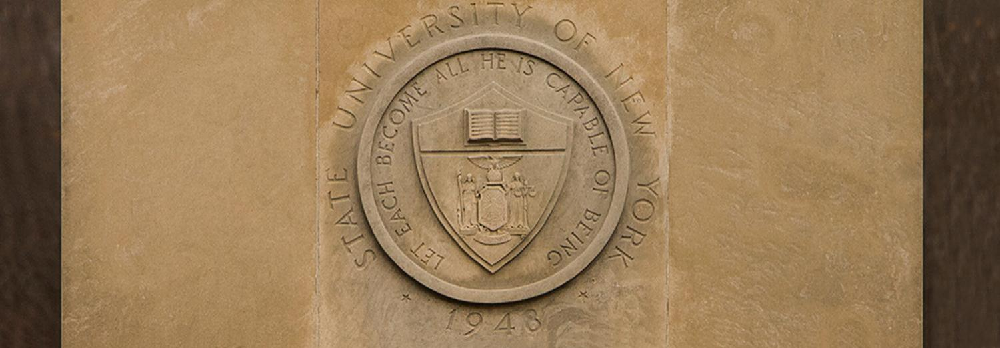 STATE UNIVERSITY OF NEW YORK
LET EACH BECOME ALL HE IS CAPABLE OF BEING
1948